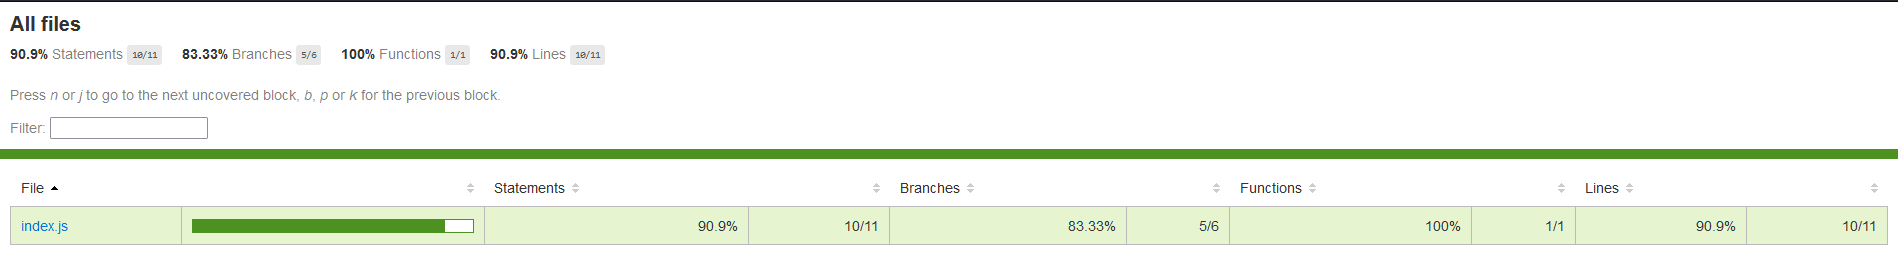 All files
90.9% Statements 10/11 83.33% Branches 5/6 100% Functions 1/1 90.9% Lines 10/11
Press n or j to go to the next uncovered block, b, p or k for the previous block.
Filter:
File Statements Branches Functions Lines
index.js 90.9% 10/11 83.33% 5/6 100% 1/1 90.9% 10/11